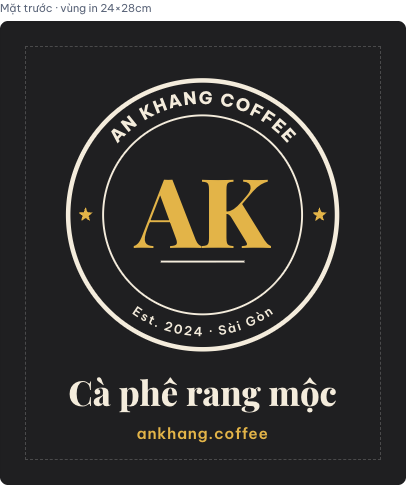 Mặt trước · vùng in 24×28cm
AN KHANG COFFEE
AK
Est. 2024 · Sài Gòn
Cà phê rang mộc
ankhang.coffee